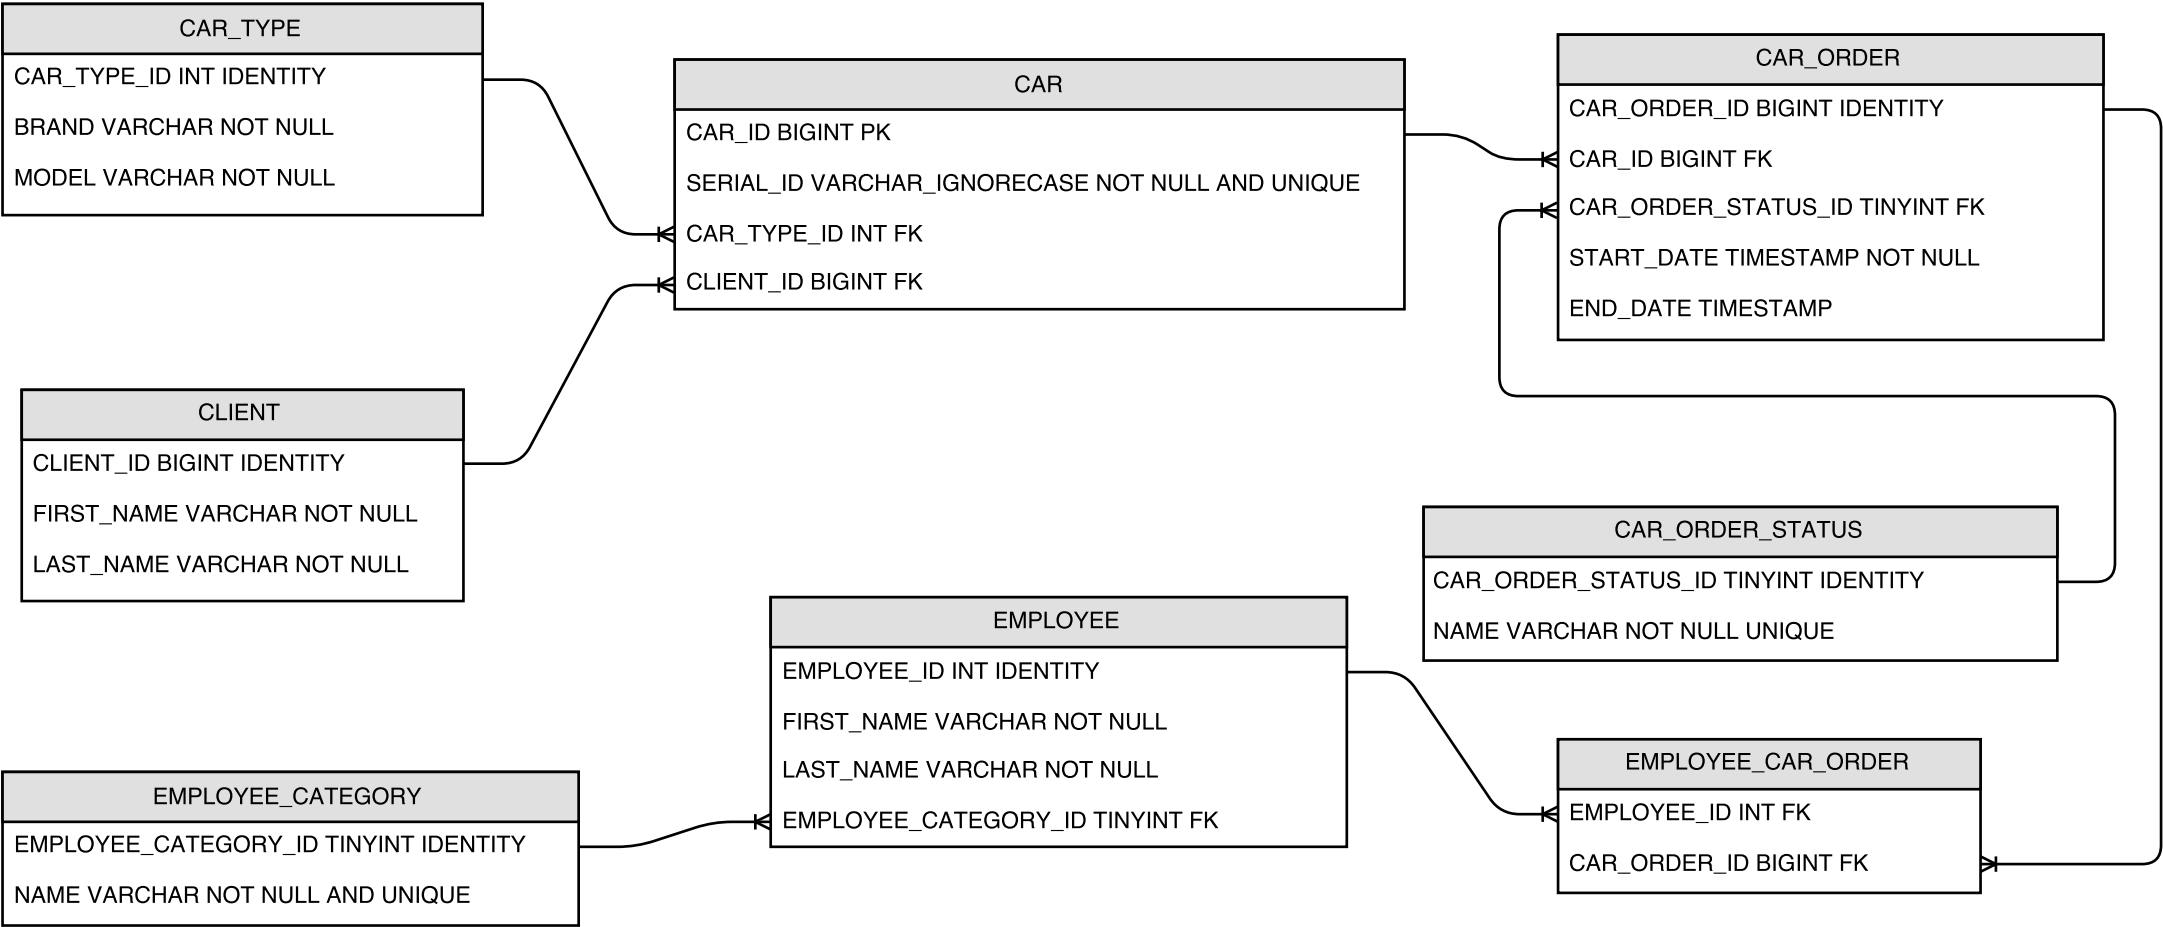 CAR_TYPE
CAR_TYPE_ID INT IDENTITY
BRAND VARCHAR NOT NULL
MODEL VARCHAR NOT NULL
CAR
CAR_ID BIGINT PK
SERIAL_ID VARCHAR_IGNORECASE NOT NULL AND UNIQUE
CAR_TYPE_ID INT FK
CLIENT_ID BIGINT FK
CAR_ORDER
CAR_ORDER_ID BIGINT IDENTITY
CAR_ID BIGINT FK
CAR_ORDER_STATUS_ID TINYINT FK
START_DATE TIMESTAMP NOT NULL
END_DATE TIMESTAMP
CLIENT
CLIENT_ID BIGINT IDENTITY
FIRST_NAME VARCHAR NOT NULL
LAST_NAME VARCHAR NOT NULL
CAR_ORDER_STATUS
CAR_ORDER_STATUS_ID TINYINT IDENTITY
NAME VARCHAR NOT NULL UNIQUE
EMPLOYEE
EMPLOYEE_ID INT IDENTITY
FIRST_NAME VARCHAR NOT NULL
LAST_NAME VARCHAR NOT NULL
EMPLOYEE_CATEGORY_ID TINYINT FK
EMPLOYEE_CAR_ORDER
EMPLOYEE_ID INT FK
CAR_ORDER_ID BIGINT FK
EMPLOYEE_CATEGORY
EMPLOYEE_CATEGORY_ID TINYINT IDENTITY
NAME VARCHAR NOT NULL AND UNIQUE